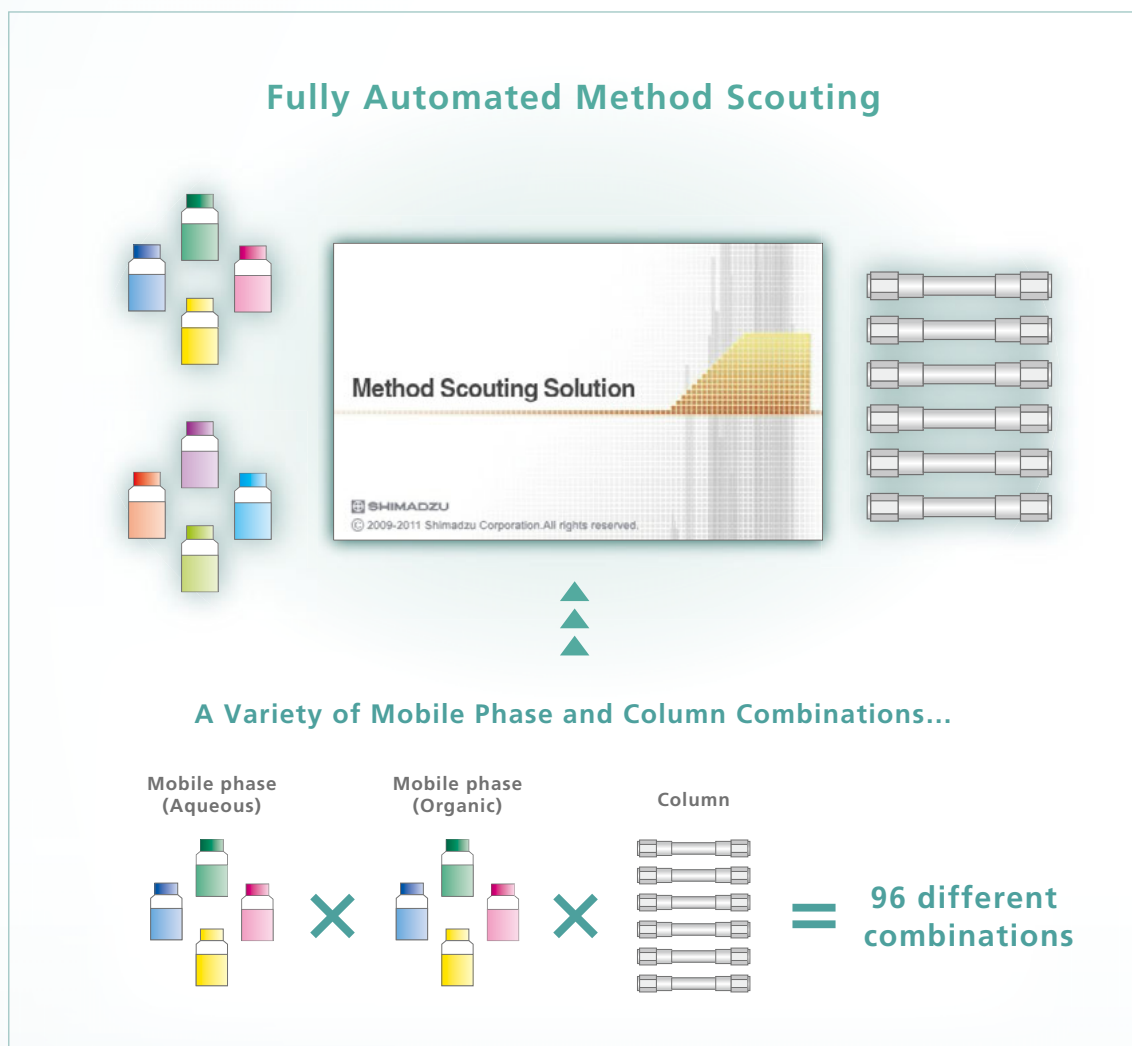 Fully Automated Method Scouting
Method Scouting Solution
SHIMADZU
© 2009-2011 Shimadzu Corporation.All rights reserved.
A Variety of Mobile Phase and Column Combinations...
Mobile phase
(Aqueous)
Mobile phase
(Organic)
Column
× × =
96 different
combinations